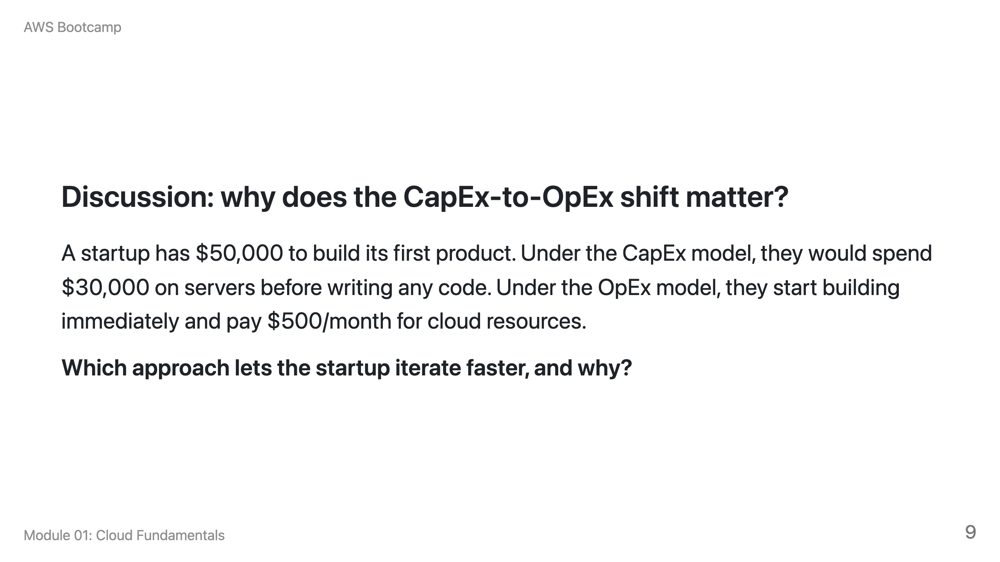 AWS Bootcamp
Discussion: why does the CapEx-to-OpEx shift matter?
A startup has $50,000 to build its first product. Under the CapEx model, they would spend
$30,000 on servers before writing any code. Under the OpEx model, they start building
immediately and pay $500/month for cloud resources.
Which approach lets the startup iterate faster, and why?
Module 01: Cloud Fundamentals
9